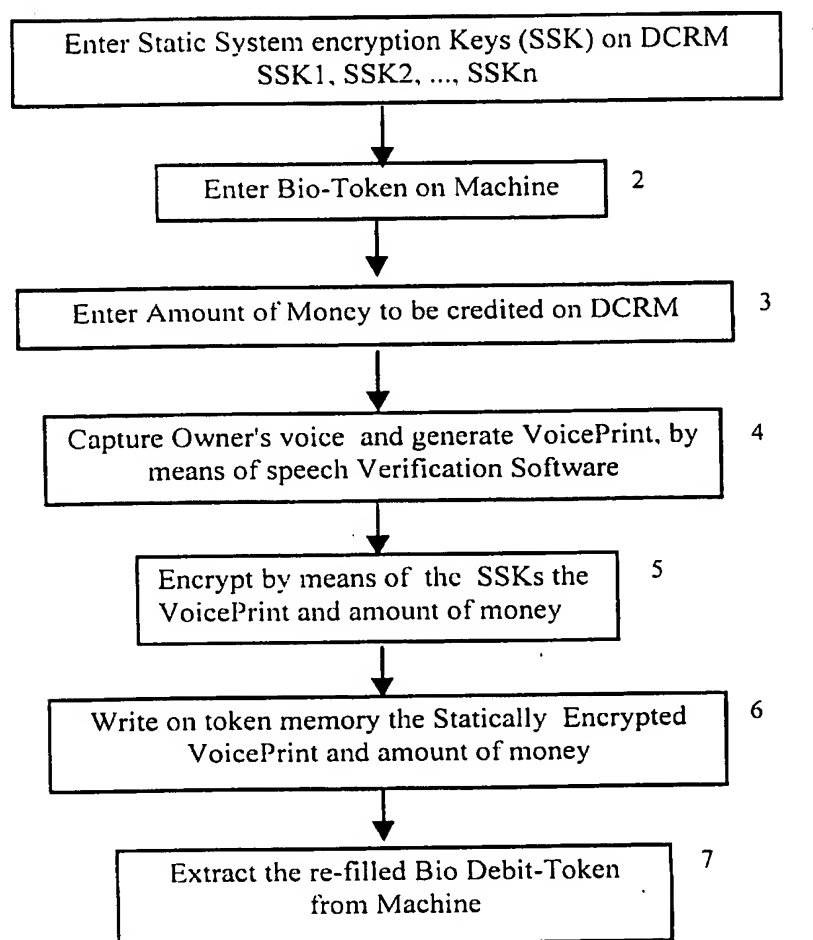 Enter Static System encryption Keys (SSK) on DCRM
SSK1, SSK2, ..., SSKn
Enter Bio-Token on Machine
2
Enter Amount of Money to be credited on DCRM
3
Capture Owner's voice and generate VoicePrint, by
means of speech Verification Software
4
Encrypt by means of the SSKs the
VoicePrint and amount of money
5
Write on token memory the Statically Encrypted
VoicePrint and amount of money
6
Extract the re-filled Bio Debit-Token
from Machine
7